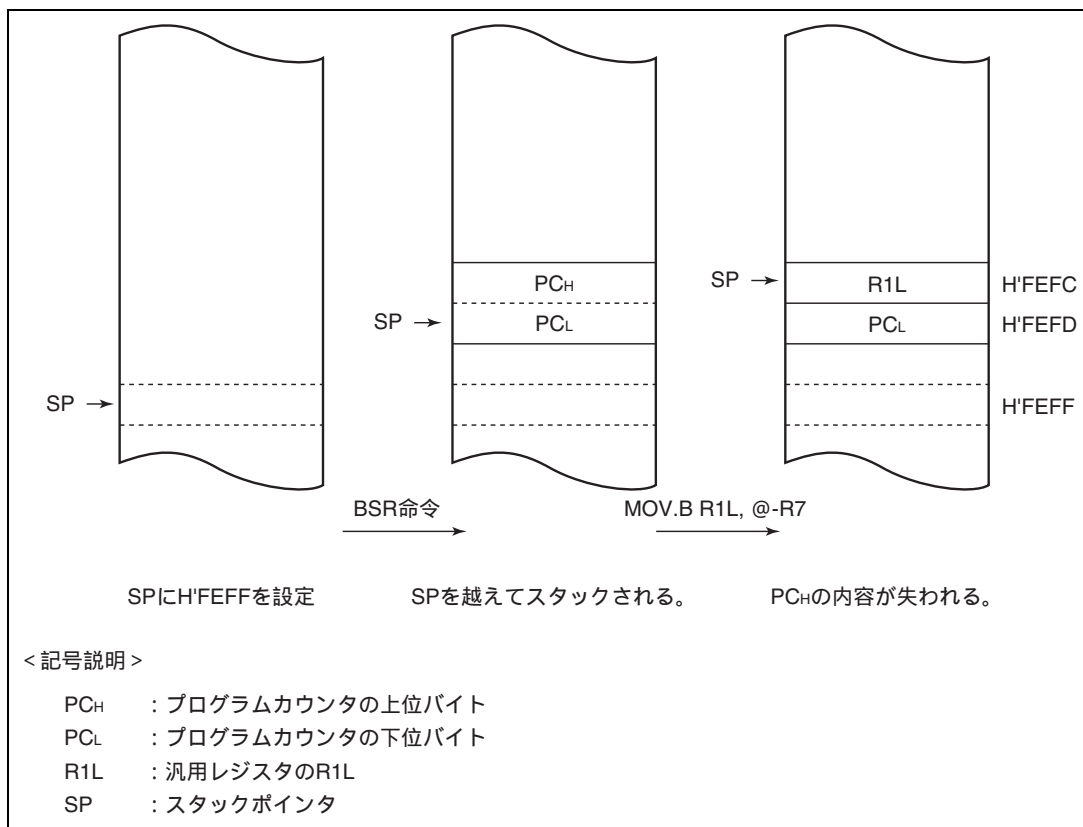 PCH
SP → R1L H'FEFC
SP → PCL
PCL H'FEFD
SP →
H'FEFF
BSR命令
MOV.B R1L, @-R7
SPにH'FEFFを設定
SPを越えてスタックされる。
PCHの内容が失われる。
<記号説明>
PCH :プログラムカウンタの上位バイト
PCL :プログラムカウンタの下位バイト
R1L :汎用レジスタのR1L
SP :スタックポインタ